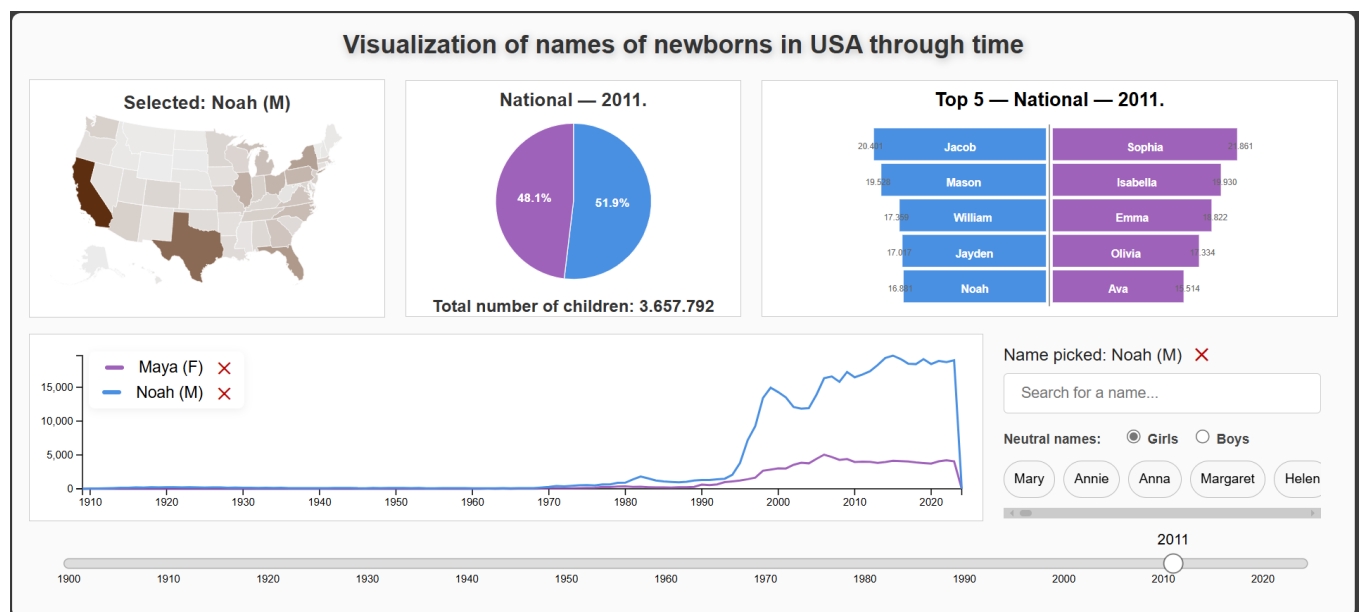 Visualization of names of newborns in USA through time
Selected: Noah (M)
National — 2011.
48.1%
51.9%
Total number of children: 3.657.792
Top 5 — National — 2011.
Jacob
Sophia
19.528
Mason
Isabella
William
Emma
Jayden
Olivia
Noah
Ava
Maya (F)
Noah (M)
15,000
10,000
5,000
0
1910
1920
1930
1940
1950
1960
1970
1980
1990
2000
2010
2020
Name picked: Noah (M)
Search for a name...
Neutral names:
Girls
Boys
Mary
Annie
Anna
Margaret
Helen
2011
1900
1910
1920
1930
1940
1950
1960
1970
1980
1990
2000
2010
2020